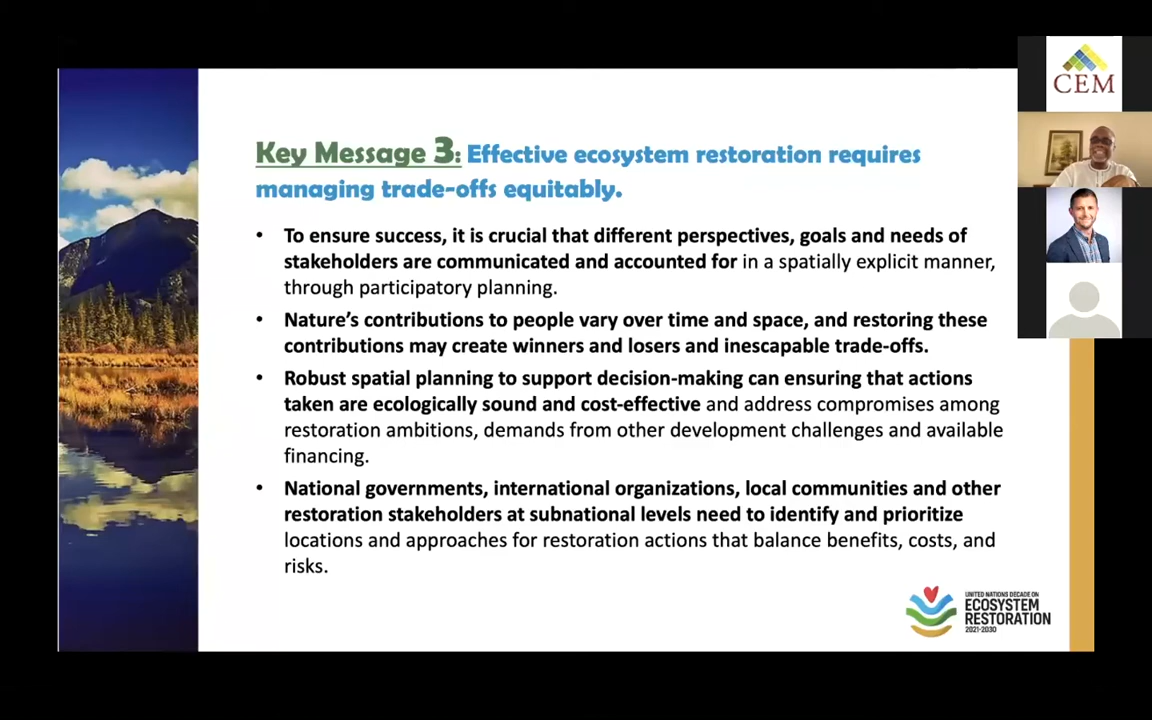 CEM
Key Message 3: Effective ecosystem restoration requires
managing trade-offs equitably.
• To ensure success, it is crucial that different perspectives, goals and needs of
stakeholders are communicated and accounted for in a spatially explicit manner,
through participatory planning.
• Nature’s contributions to people vary over time and space, and restoring these
contributions may create winners and losers and inescapable trade-offs.
• Robust spatial planning to support decision-making can ensuring that actions
taken are ecologically sound and cost-effective and address compromises among
restoration ambitions, demands from other development challenges and available
financing.
• National governments, international organizations, local communities and other
restoration stakeholders at subnational levels need to identify and prioritize
locations and approaches for restoration actions that balance benefits, costs, and
risks.
UNITED NATIONS DECADE ON
ECOSYSTEM
RESTORATION
2021-2030